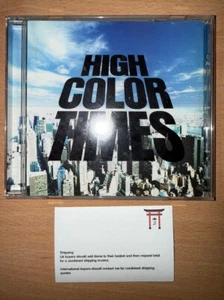 HIGH
COLOR
TIMES
Shipping
UK buyers should add items to their basket and then request total
for a combined shipping invoice.
International buyers should contact me for combined shipping
quotes